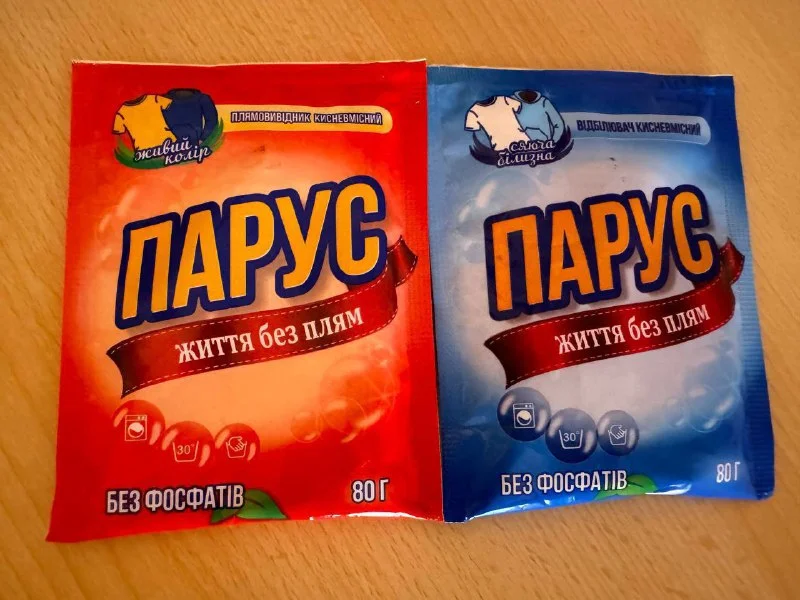 живий
колір
ПЛЯМОВИВІДНИК КИСНЕВМІСНИЙ
ПАРУС
життя без плям
30°
БЕЗ ФОСФАТІВ
80 Г
сяюча
білизна
ВІДБІЛЮВАЧ КИСНЕВМІСНИЙ
ПАРУС
життя без плям
30°
БЕЗ ФОСФАТІВ
80 Г